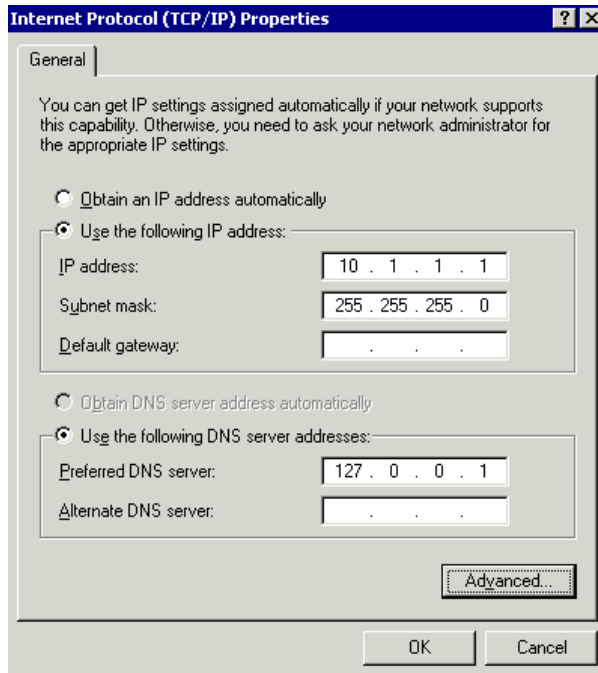 Internet Protocol (TCP/IP) Properties
? X
General
You can get IP settings assigned automatically if your network supports
this capability. Otherwise, you need to ask your network administrator for
the appropriate IP settings.
Obtain an IP address automatically
Use the following IP address:
IP address: 10 . 1 . 1 . 1
Subnet mask: 255 . 255 . 255 . 0
Default gateway: . . .
Obtain DNS server address automatically
Use the following DNS server addresses:
Preferred DNS server: 127 . 0 . 0 . 1
Alternate DNS server: . . .
Advanced...
OK Cancel